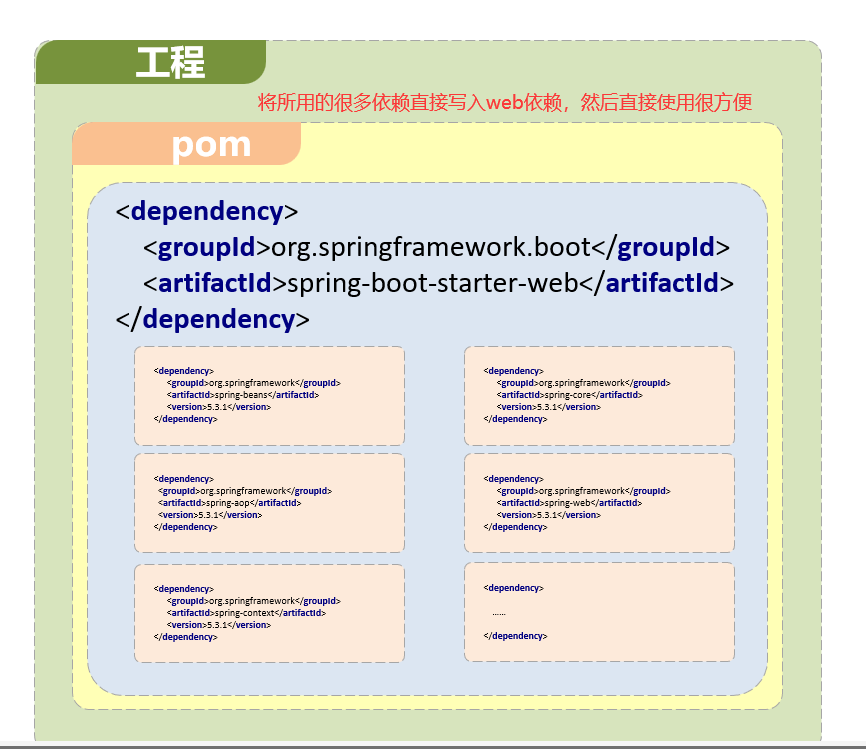 工程
将所用的很多依赖直接写入web依赖，然后直接使用很方便
pom
<dependency>
<groupId>org.springframework.boot</groupId>
<artifactId>spring-boot-starter-web</artifactId>
</dependency>
<dependency>
<groupId>org.springframework</groupId>
<artifactId>spring-beans</artifactId>
<version>5.3.1</version>
</dependency>
<dependency>
<groupId>org.springframework</groupId>
<artifactId>spring-core</artifactId>
<version>5.3.1</version>
</dependency>
<dependency>
<groupId>org.springframework</groupId>
<artifactId>spring-aop</artifactId>
<version>5.3.1</version>
</dependency>
<dependency>
<groupId>org.springframework</groupId>
<artifactId>spring-web</artifactId>
<version>5.3.1</version>
</dependency>
<dependency>
<groupId>org.springframework</groupId>
<artifactId>spring-context</artifactId>
<version>5.3.1</version>
</dependency>
<dependency>
......
</dependency>